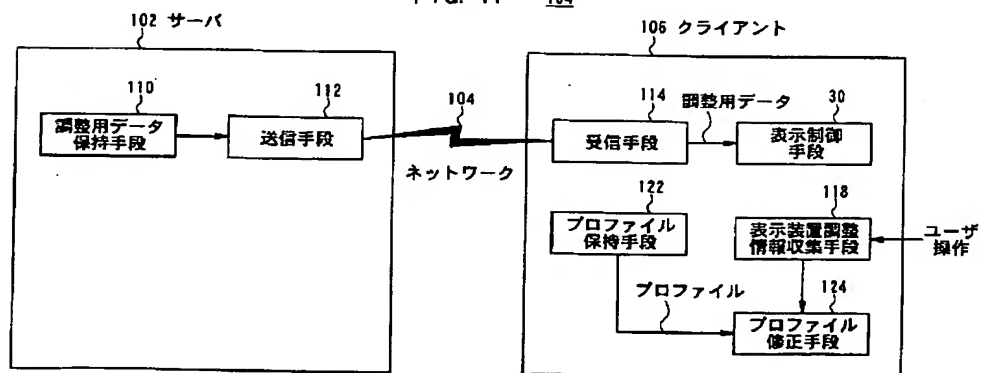 102 サーバ
106 クライアント
110
112
104
114
調整用データ
30
調整用データ
保持手段
送信手段
受信手段
表示制御
手段
ネットワーク
122
118
プロファイル
保持手段
表示装置調整
情報収集手段
ユーザ
操作
プロファイル
124
プロファイル
修正手段